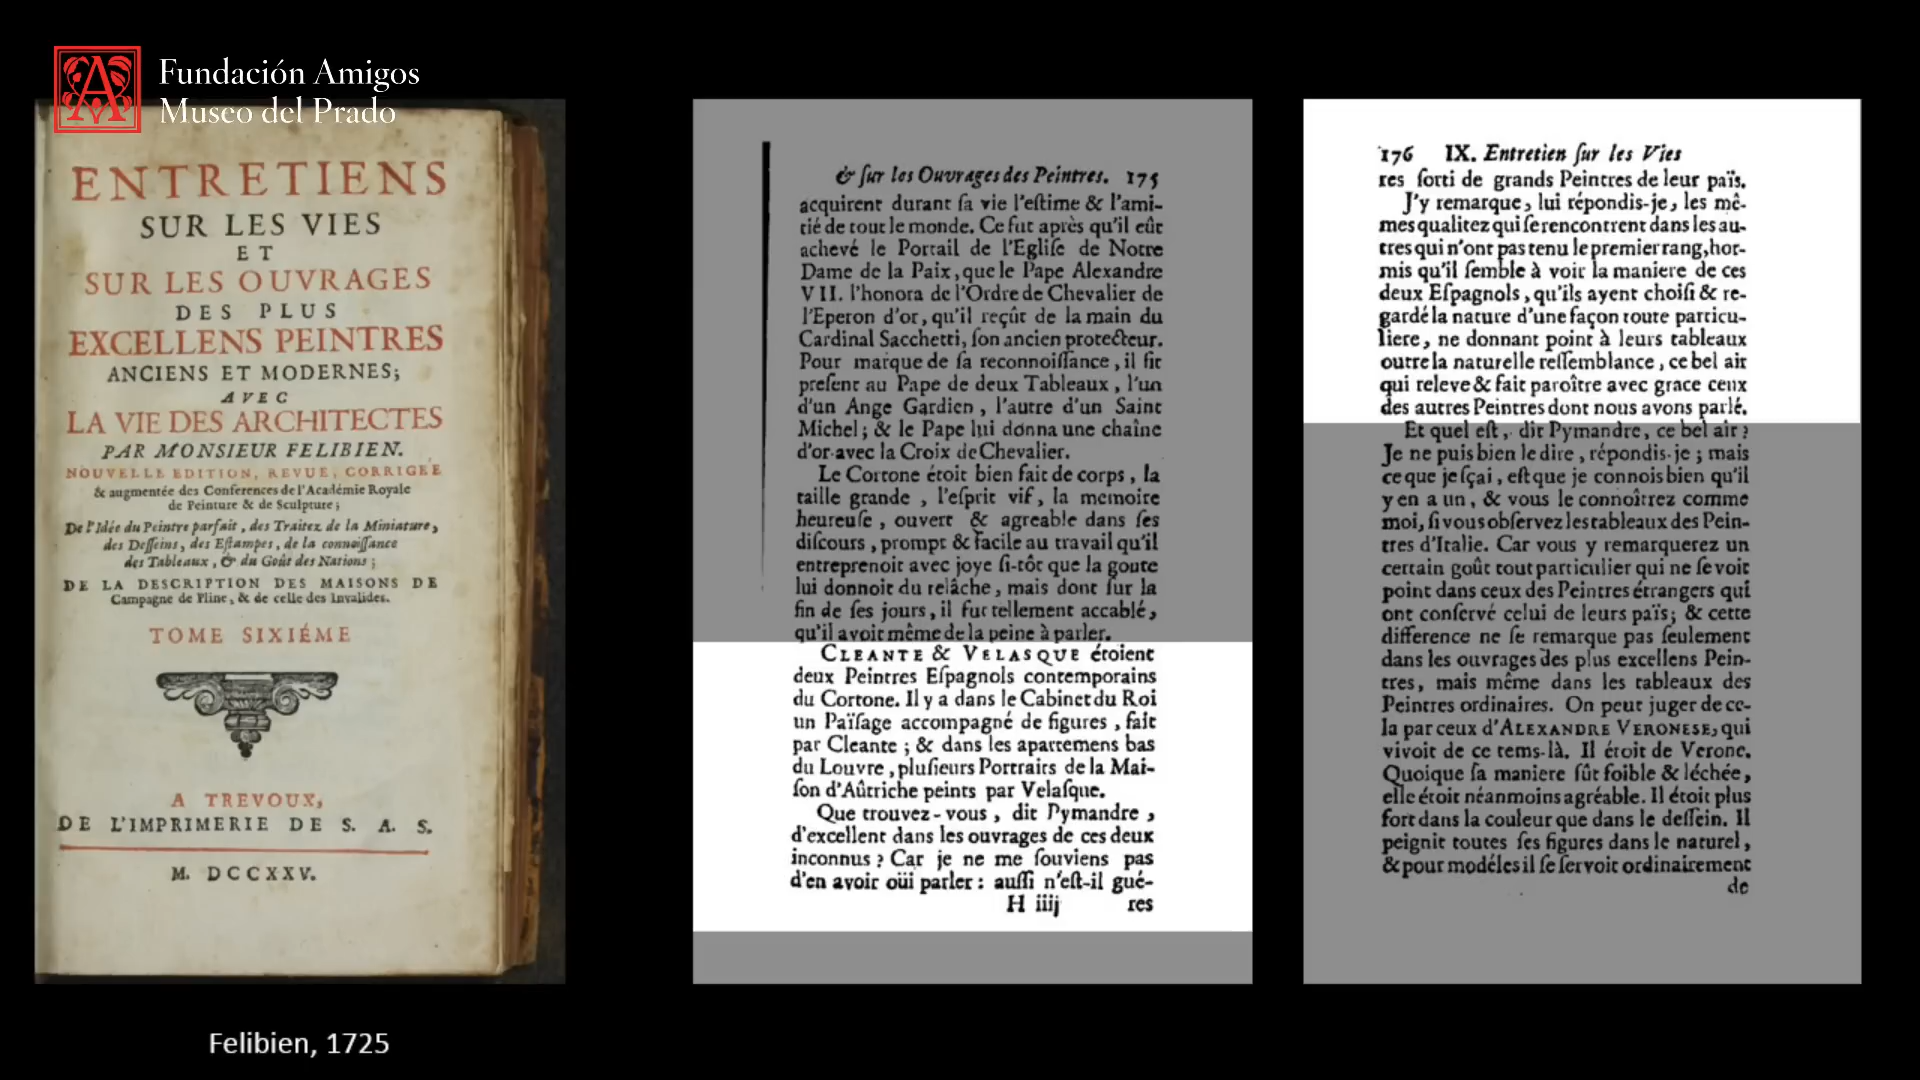 Fundación Amigos
Museo del Prado
ENTRETIENS
SUR LES VIES
ET
SUR LES OUVRAGES
DES PLUS
EXCELLENS PEINTRES
ANCIENS ET MODERNES;
AVEC
LA VIE DES ARCHITECTES
PAR MONSIEUR FELIBIEN.
NOUVELLE EDITION, REVUE, CORRIGÉE
& augmentée des Conferences de l'Académie Royale
de Peinture & de Sculpture;
De l'Idée du Peintre parfait, des Traitez de la Miniature,
des Desseins, des Estampes, de la connoissance
des Tableaux, & du Goût des Nations;
DE LA DESCRIPTION DES MAISONS DE
Campagne de Pline, & de celle des Invalides.
TOME SIXIÉME
A TREVOUX,
DE L'IMPRIMERIE DE S. A. S.
M. DCCXXV.
Felibien, 1725
& ſur les Ouvrages des Peintres. 175
acquirent durant ſa vie l'eſtime & l'ami-
tié de tout le monde. Ce fut après qu'il eût
achevé le Portail de l'Egliſe de Notre
Dame de la Paix, que le Pape Alexandre
VII. l'honora de l'Ordre de Chevalier de
l'Eperon d'or, qu'il reçût de la main du
Cardinal Sacchetti, ſon ancien protecteur.
Pour marque de ſa reconnoiſſance, il fit
preſent au Pape de deux Tableaux, l'un
d'un Ange Gardien, l'autre d'un Saint
Michel; & le Pape lui donna une chaîne
d'or avec la Croix de Chevalier.
Le Cortone étoit bien fait de corps, la
taille grande, l'eſprit vif, la memoire
heureuſe, ouvert & agreable dans ſes
diſcours, prompt & facile au travail qu'il
entreprenoit avec joye ſi-tôt que la goute
lui donnoit du relâche, mais dont ſur la
fin de ſes jours, il fut tellement accablé,
qu'il avoit même de la peine à parler.
CLEANTE & VELASQUE étoient
deux Peintres Eſpagnols contemporains
du Cortone. Il y a dans le Cabinet du Roi
un Païſage accompagné de figures, fait
par Cleante; & dans les apartemens bas
du Louvre, pluſieurs Portraits de la Mai-
ſon d'Aûtriche peints par Velaſque.
Que trouvez-vous, dit Pymandre,
d'excellent dans les ouvrages de ces deux
inconnus? Car je ne me ſouviens pas
d'en avoir oüi parler: auſſi n'eſt-il gué-
H iiij res
176 IX. Entretien ſur les Vies
res ſorti de grands Peintres de leur païs.
J'y remarque, lui répondis-je, les mê-
mes qualitez qui ſe rencontrent dans les au-
tres qui n'ont pas tenu le premier rang, hor-
mis qu'il ſemble à voir la maniere de ces
deux Eſpagnols, qu'ils ayent choiſi & re-
gardé la nature d'une façon toute particu-
liere, ne donnant point à leurs tableaux
outre la naturelle reſſemblance, ce bel air
qui releve & fait paroître avec grace ceux
des autres Peintres dont nous avons parlé.
Et quel eſt, dit Pymandre, ce bel air?
Je ne puis bien le dire, répondis-je; mais
ce que je ſçai, eſt que je connois bien qu'il
y en a un, & vous le connoîtrez comme
moi, ſi vous obſervez les tableaux des Pein-
tres d'Italie. Car vous y remarquerez un
certain goût tout particulier qui ne ſe voit
point dans ceux des Peintres étrangers qui
ont conſervé celui de leurs païs; & cette
difference ne ſe remarque pas ſeulement
dans les ouvrages des plus excellens Pein-
tres, mais même dans les tableaux des
Peintres ordinaires. On peut juger de ce-
la par ceux d'ALEXANDRE VERONESE, qui
vivoit de ce tems-là. Il étoit de Verone.
Quoique ſa maniere fût foible & léchée,
elle étoit néanmoins agréable. Il étoit plus
fort dans la couleur que dans le deſſein. Il
peignit toutes ſes figures dans le naturel,
& pour modéles il ſe ſervoit ordinairement
de